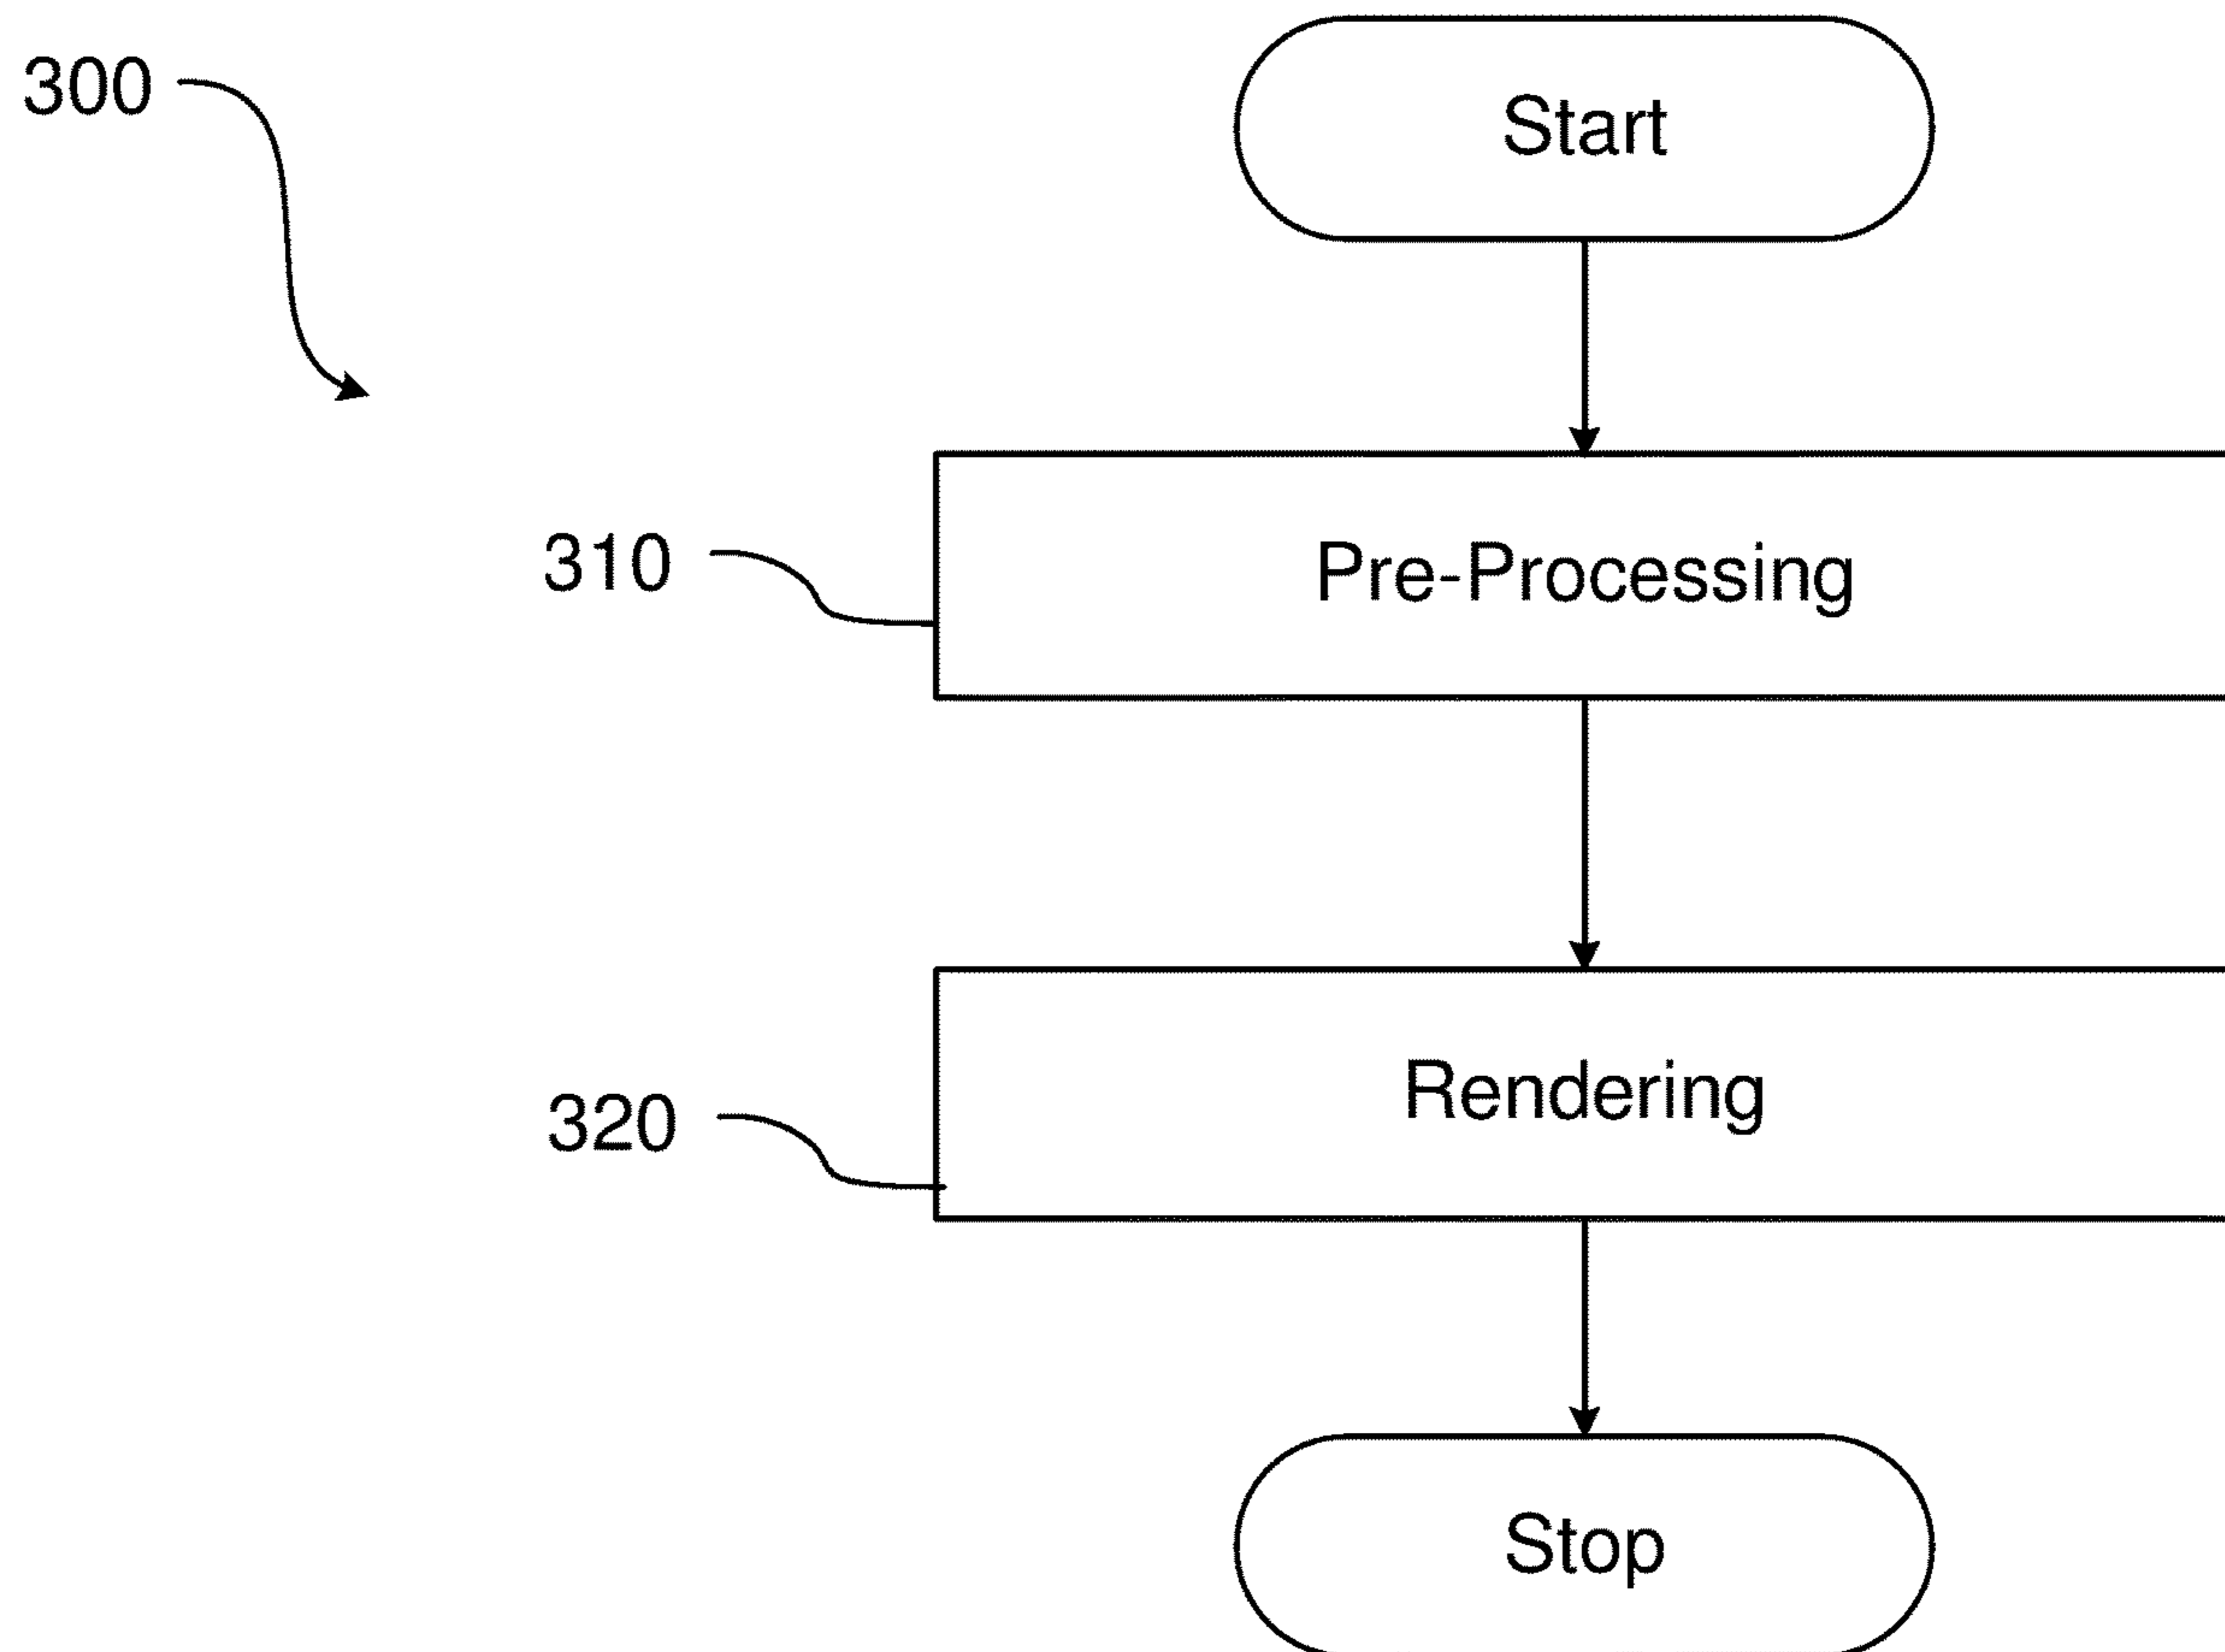 300
Start
310
Pre-Processing
320
Rendering
Stop